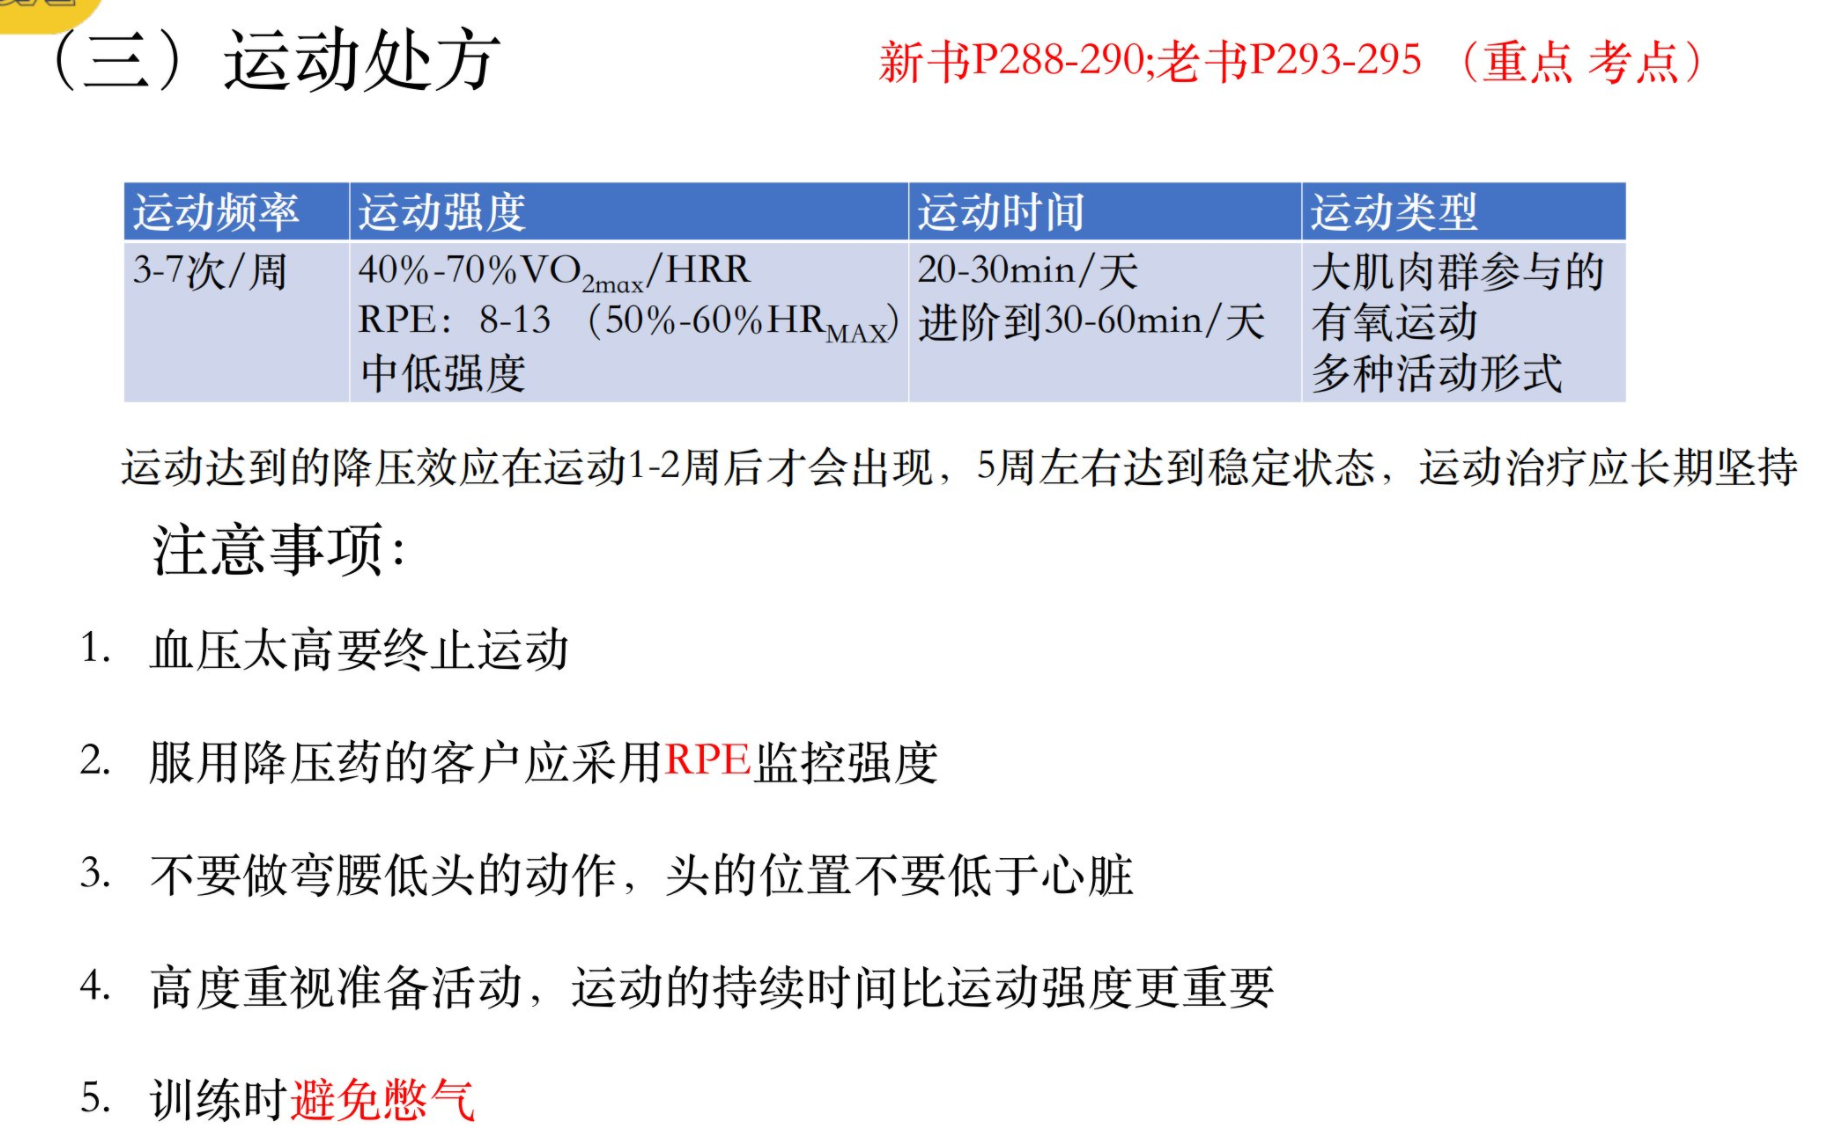 （三）运动处方
新书P288-290;老书P293-295 （重点 考点）
运动频率 运动强度 运动时间 运动类型
3-7次/周 40%-70%VO2max/HRR 20-30min/天 大肌肉群参与的
RPE：8-13 （50%-60%HRMAX） 进阶到30-60min/天 有氧运动
中低强度 多种活动形式
运动达到的降压效应在运动1-2周后才会出现，5周左右达到稳定状态，运动治疗应长期坚持
注意事项：
1. 血压太高要终止运动
2. 服用降压药的客户应采用RPE监控强度
3. 不要做弯腰低头的动作，头的位置不要低于心脏
4. 高度重视准备活动，运动的持续时间比运动强度更重要
5. 训练时避免憋气